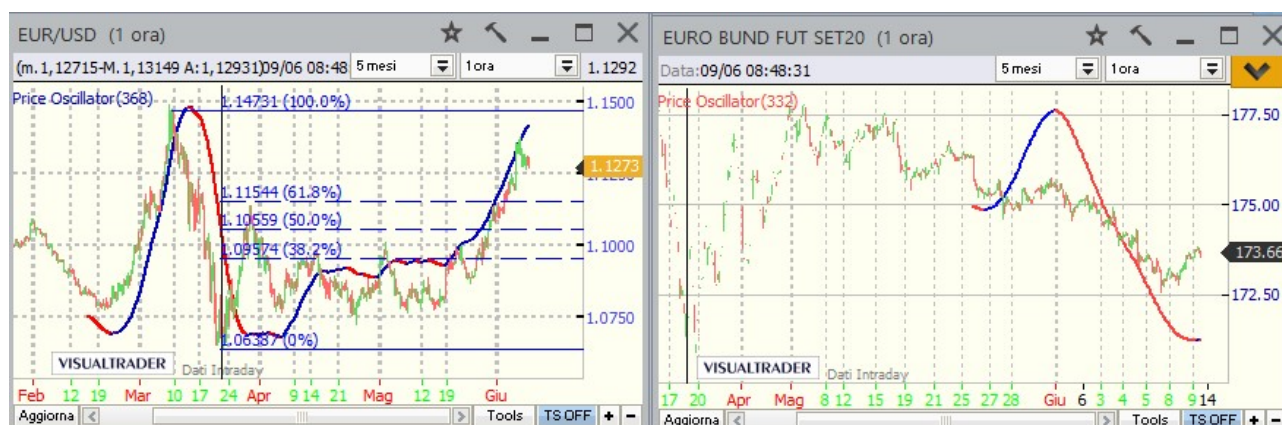 EUR/USD (1 ora)
(m.1,12715-M.1,13149 A:1,12931)09/06 08:48
5 mesi
1 ora
1.1292
Price Oscillator(368)
1.14731 (100.0%)
1.11544 (61.8%)
1.10559 (50.0%)
1.09574 (38.2%)
1.06387 (0%)
1.1500
1.1273
1.1000
1.0750
VISUALTRADER
Dati Intraday
Feb 12 19 Mar 10 17 24 Apr 9 14 Mag 12 19 Giu
Aggiorna
Tools
TS OFF
+
-
EURO BUND FUT SET20 (1 ora)
Data:09/06 08:48:31
5 mesi
1 ora
Price Oscillator(332)
177.50
175.00
173.66
172.50
VISUALTRADER
Dati Intraday
17 20 Apr Mag 8 12 15 19 21 25 27 28 Giu 6 3 4 5 8 9 14
Aggiorna
Tools
TS OFF
+
-